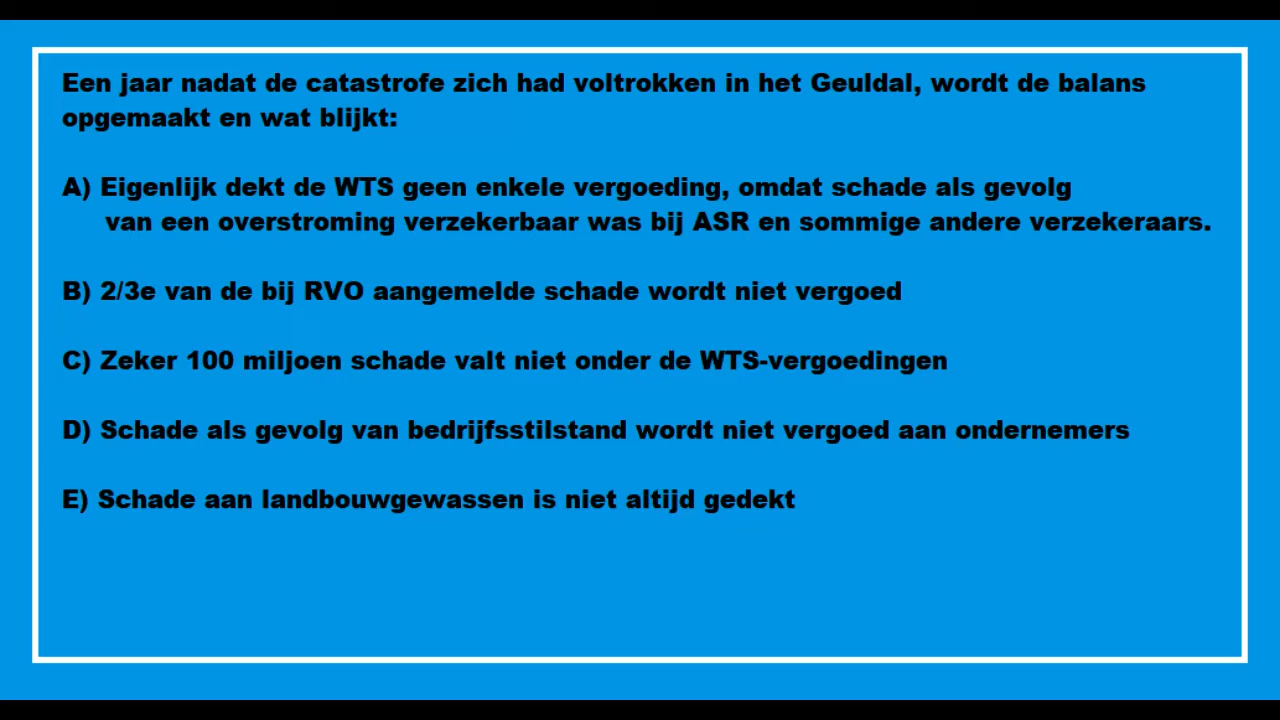 Een jaar nadat de catastrofe zich had voltrokken in het Geuldal, wordt de balans
opgemaakt en wat blijkt:
A) Eigenlijk dekt de WTS geen enkele vergoeding, omdat schade als gevolg
van een overstroming verzekerbaar was bij ASR en sommige andere verzekeraars.
B) 2/3e van de bij RVO aangemelde schade wordt niet vergoed
C) Zeker 100 miljoen schade valt niet onder de WTS-vergoedingen
D) Schade als gevolg van bedrijfsstilstand wordt niet vergoed aan ondernemers
E) Schade aan landbouwgewassen is niet altijd gedekt